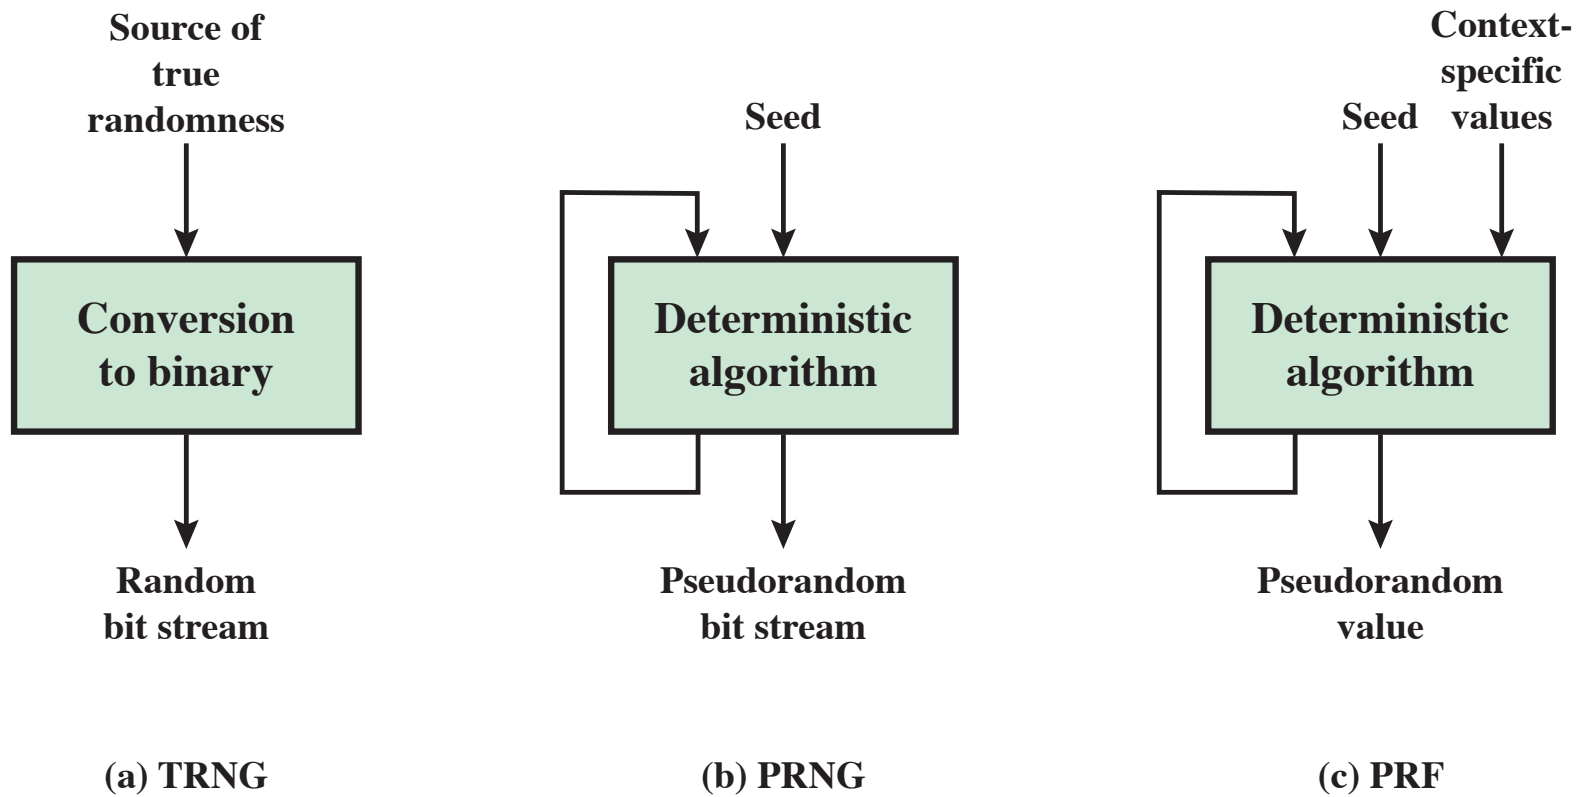 Source of
true
randomness
Conversion
to binary
Random
bit stream
(a) TRNG
Seed
Deterministic
algorithm
Pseudorandom
bit stream
(b) PRNG
Seed
Context-
specific
values
Deterministic
algorithm
Pseudorandom
value
(c) PRF